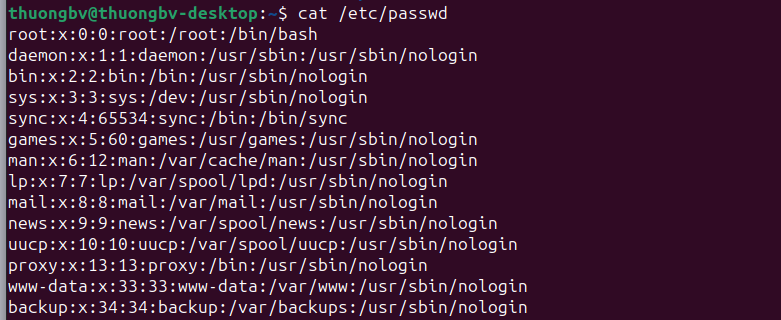 thuongbv@thuongbv-desktop:~$ cat /etc/passwd
root:x:0:0:root:/root:/bin/bash
daemon:x:1:1:daemon:/usr/sbin:/usr/sbin/nologin
bin:x:2:2:bin:/bin:/usr/sbin/nologin
sys:x:3:3:sys:/dev:/usr/sbin/nologin
sync:x:4:65534:sync:/bin:/bin/sync
games:x:5:60:games:/usr/games:/usr/sbin/nologin
man:x:6:12:man:/var/cache/man:/usr/sbin/nologin
lp:x:7:7:lp:/var/spool/lpd:/usr/sbin/nologin
mail:x:8:8:mail:/var/mail:/usr/sbin/nologin
news:x:9:9:news:/var/spool/news:/usr/sbin/nologin
uucp:x:10:10:uucp:/var/spool/uucp:/usr/sbin/nologin
proxy:x:13:13:proxy:/bin:/usr/sbin/nologin
www-data:x:33:33:www-data:/var/www:/usr/sbin/nologin
backup:x:34:34:backup:/var/backups:/usr/sbin/nologin